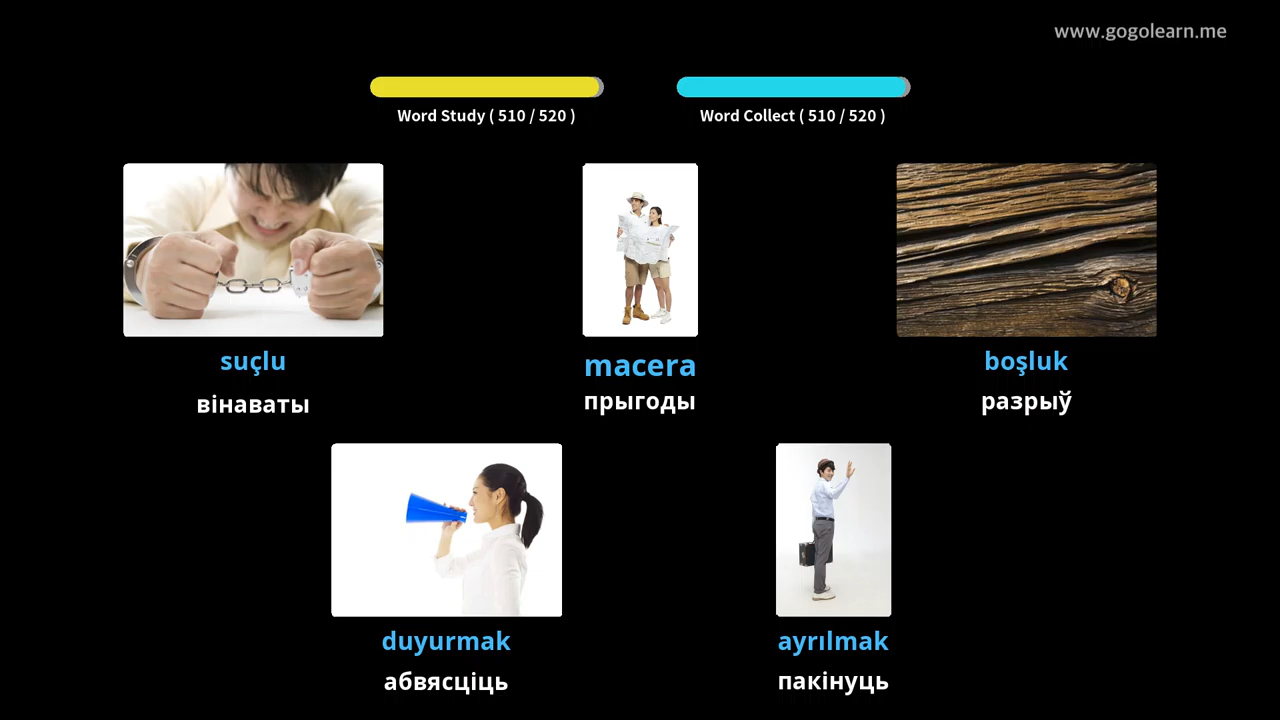 www.gogolearn.me
Word Study ( 510 / 520 )
Word Collect ( 510 / 520 )
suçlu
вінаваты
macera
прыгоды
boşluk
разрыў
duyurmak
абвясціць
ayrılmak
пакінуць